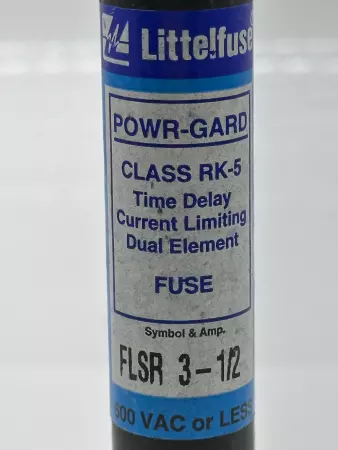 Littelfuse®
POWR-GARD
CLASS RK-5
Time Delay
Current Limiting
Dual Element
FUSE
Symbol & Amp.
FLSR 3-1/2
600 VAC or LESS